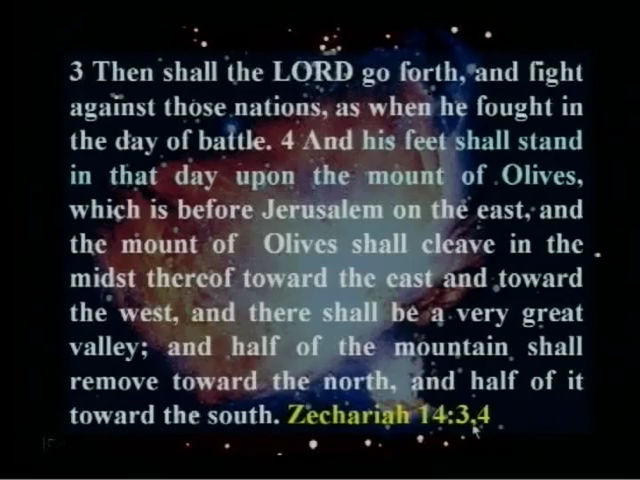 3 Then shall the LORD go forth, and fight
against those nations, as when he fought in
the day of battle. 4 And his feet shall stand
in that day upon the mount of Olives,
which is before Jerusalem on the east, and
the mount of Olives shall cleave in the
midst thereof toward the east and toward
the west, and there shall be a very great
valley; and half of the mountain shall
remove toward the north, and half of it
toward the south. Zechariah 14:3,4